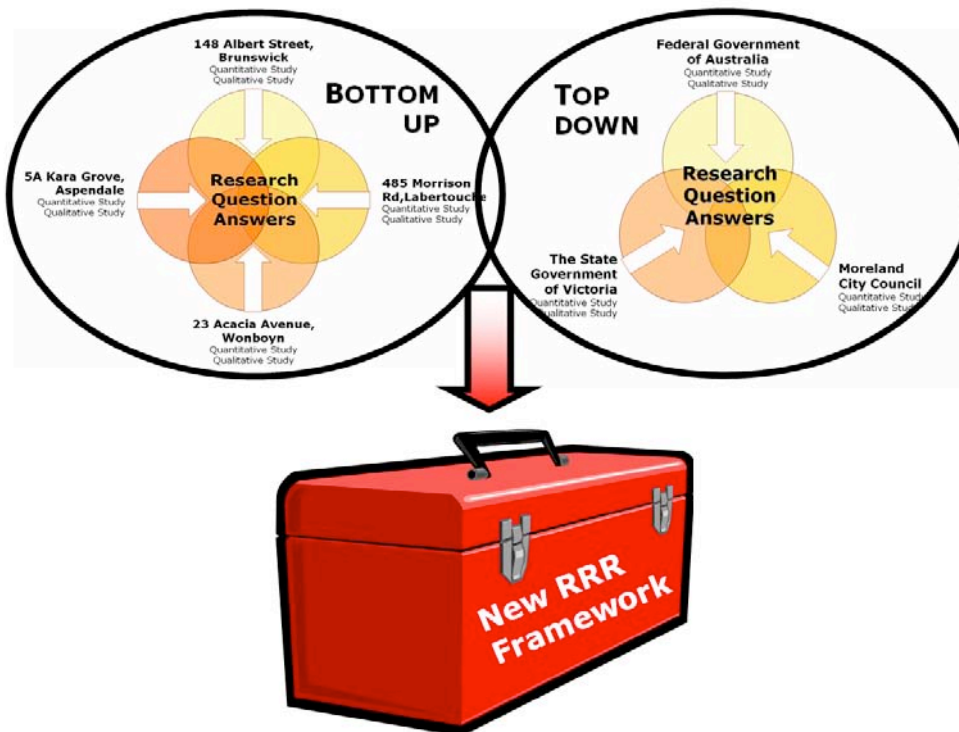 148 Albert Street,
Brunswick
Quantitative Study
Qualitative Study
BOTTOM
UP
5A Kara Grove,
Aspendale
Quantitative Study
Qualitative Study
Research
Question
Answers
485 Morrison
Rd,Labertouche
Quantitative Study
Qualitative Study
23 Acacia Avenue,
Wonboyn
Quantitative Study
Qualitative Study
Federal Government
of Australia
Quantitative Study
Qualitative Study
TOP
DOWN
Research
Question
Answers
The State
Government
of Victoria
Quantitative Study
Qualitative Study
Moreland
City Council
Quantitative Study
Qualitative Study
New RRR
Framework